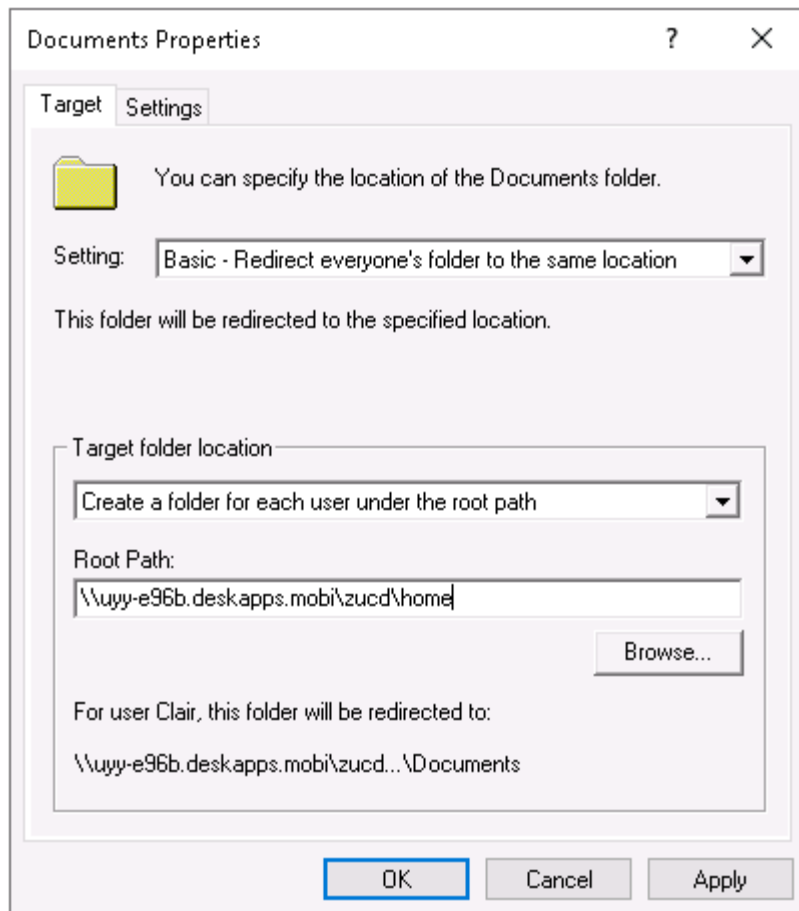 Documents Properties
Target
Settings
You can specify the location of the Documents folder.
Setting: Basic - Redirect everyone's folder to the same location
This folder will be redirected to the specified location.
Target folder location
Create a folder for each user under the root path
Root Path:
\\uyy-e96b.deskapps.mobi\zucd\home
Browse...
For user Clair, this folder will be redirected to:
\\uyy-e96b.deskapps.mobi\zucd...\Documents
OK
Cancel
Apply